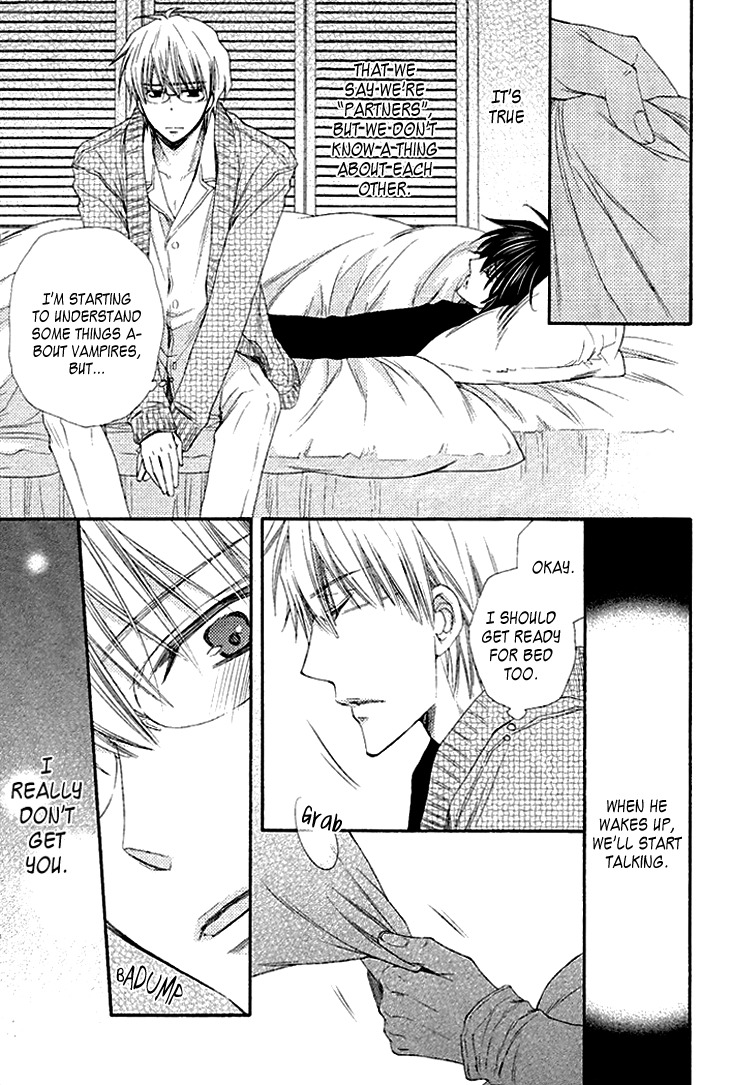 IT'S
TRUE
THAT WE
SAY WE'RE
"PARTNERS",
BUT WE DON'T
KNOW A THING
ABOUT EACH
OTHER.
I'M STARTING
TO UNDERSTAND
SOME THINGS A-
BOUT VAMPIRES,
BUT...
WHEN HE
WAKES UP,
WE'LL START
TALKING.
OKAY.
I SHOULD
GET READY
FOR BED
TOO.
Grab
BADUMP
I
REALLY
DON'T
GET
YOU.